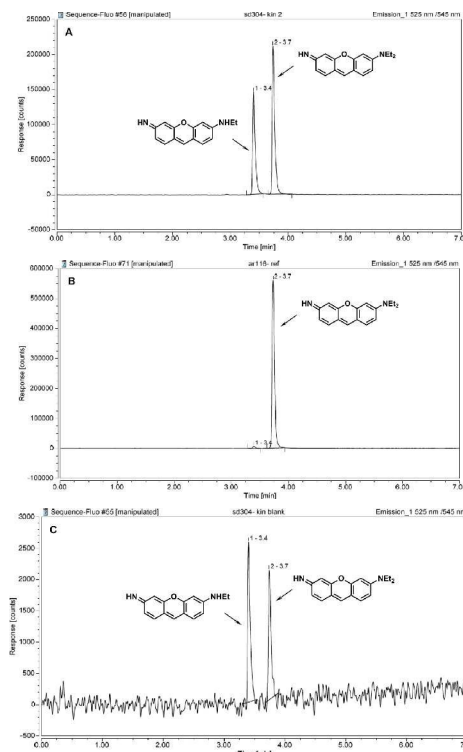 Sequence-Fluo #56 [manipulated] sd304- kin 2 Emission_1 525 nm /545 nm
A
Response [counts]
250000
200000
150000
100000
50000
0
-50000
1 - 3.4
2 - 3.7
HN O NEt2
HN O NHEt
0.00 1.00 2.00 3.00 4.00 5.00 6.00 7.0
Time [min]
Sequence-Fluo #71 [manipulated] ar116- ref Emission_1 525 nm /545 nm
B
Response [counts]
600000
500000
400000
300000
200000
100000
0
-100000
2 - 3.7
1 - 3.4
HN O NEt2
0.00 1.00 2.00 3.00 4.00 5.00 6.00 7.0
Time [min]
Sequence-Fluo #55 [manipulated] sd304- kin blank Emission_1 525 nm /545 nm
C
Response [counts]
3000
2500
2000
1500
1000
500
0
-500
1 - 3.4
2 - 3.7
HN O NHEt
HN O NEt2
0.00 1.00 2.00 3.00 4.00 5.00 6.00 7.0